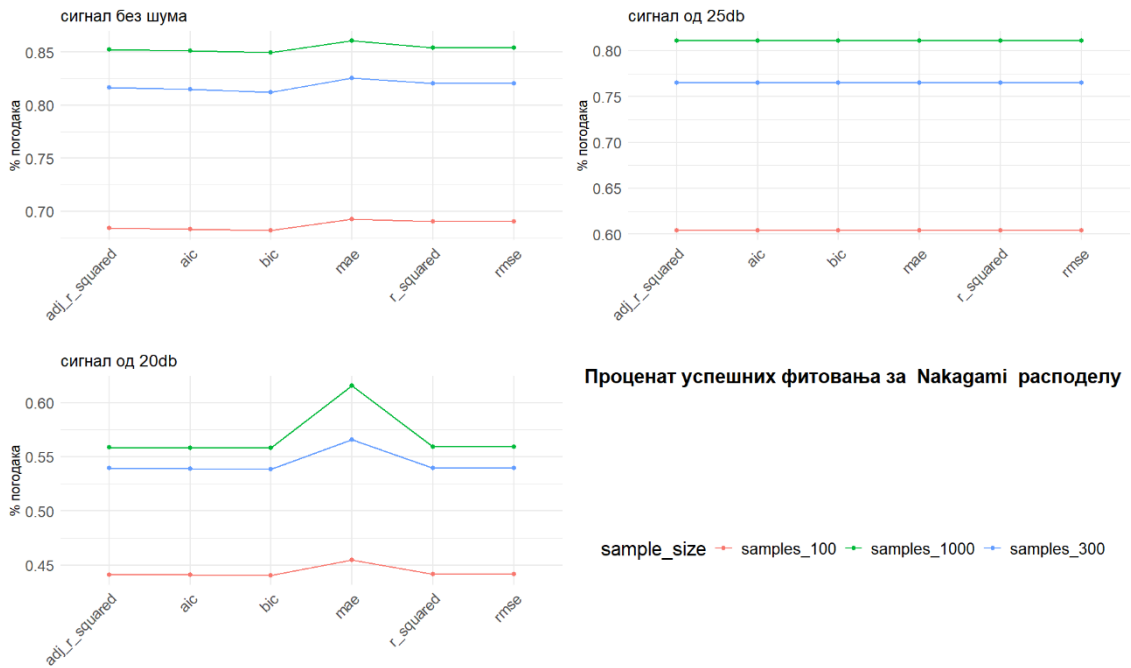 сигнал без шума
% погодака
0.85
0.80
0.75
0.70
adj_r_squared
aic
bic
mae
r_squared
rmse
сигнал од 25db
% погодака
0.80
0.75
0.70
0.65
0.60
adj_r_squared
aic
bic
mae
r_squared
rmse
сигнал од 20db
% погодака
0.60
0.55
0.50
0.45
adj_r_squared
aic
bic
mae
r_squared
rmse
Проценат успешних фитовања за Nakagami расподелу
sample_size samples_100 samples_1000 samples_300